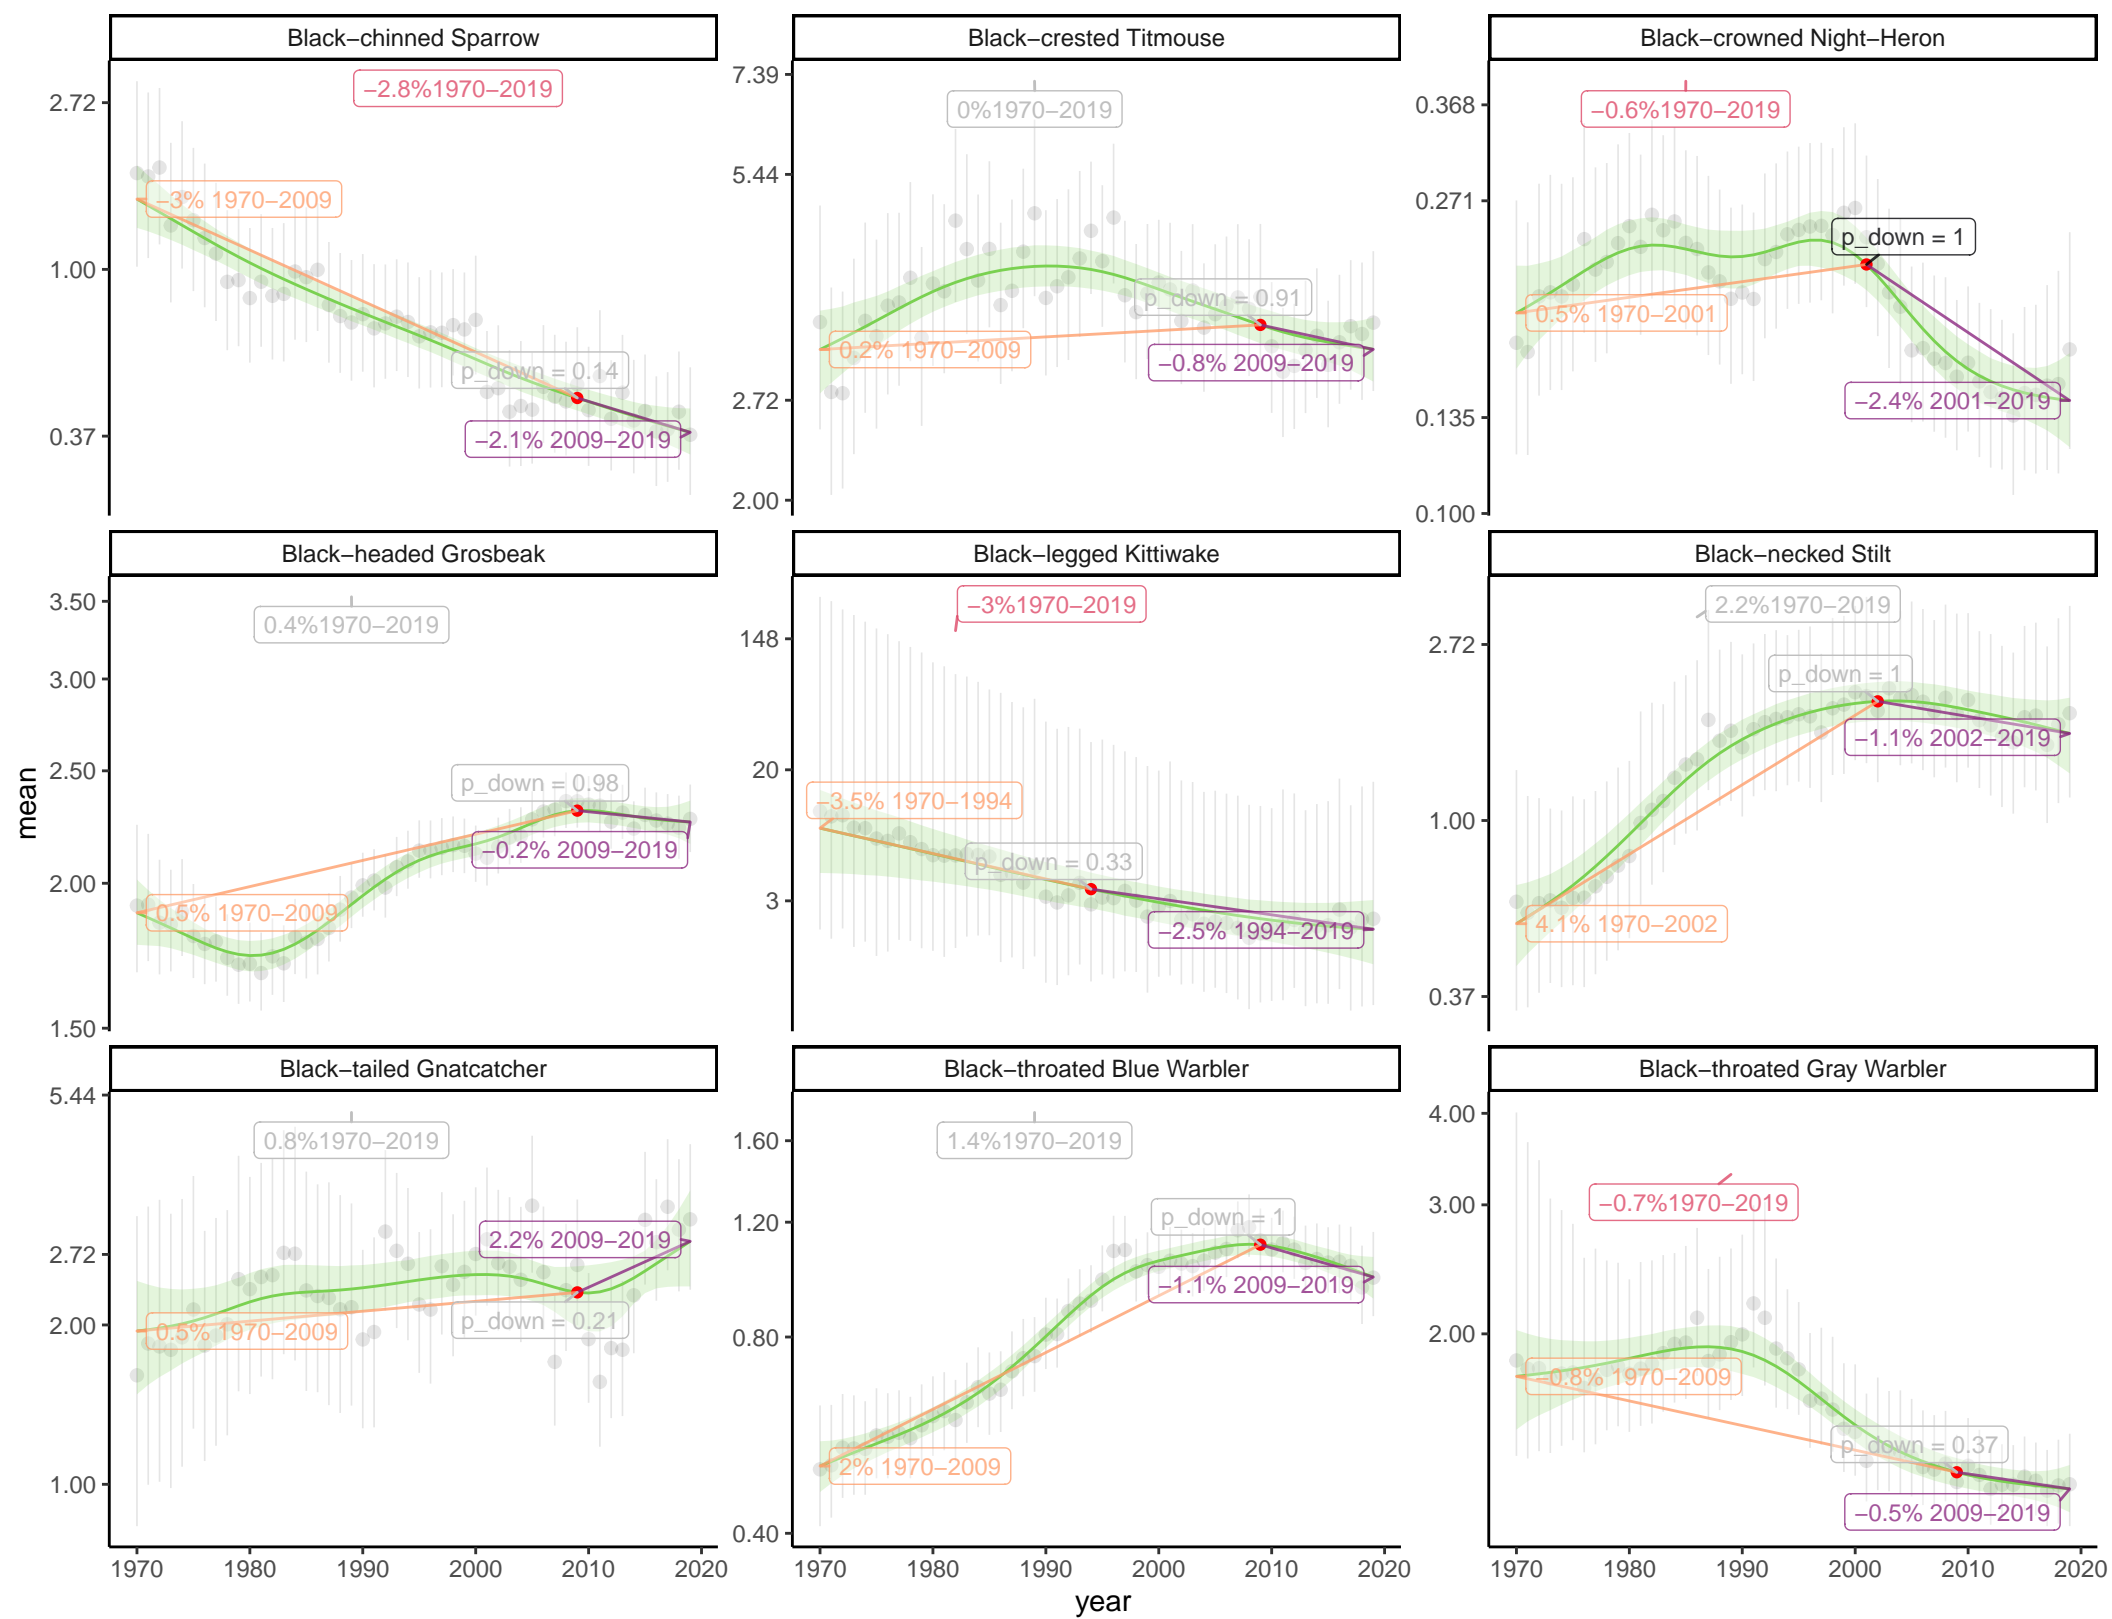 Black−chinned Sparrow
2.72
1.00
0.37
−2.8%1970−2019
−3% 1970−2009
p_down = 0.14
−2.1% 2009−2019
Black−crested Titmouse
7.39
5.44
2.72
2.00
0%1970−2019
0.2% 1970−2009
p_down = 0.91
−0.8% 2009−2019
Black−crowned Night−Heron
0.368
0.271
0.135
0.100
−0.6%1970−2019
p_down = 1
0.5% 1970−2001
−2.4% 2001−2019
mean
Black−headed Grosbeak
3.50
3.00
2.50
2.00
1.50
0.4%1970−2019
p_down = 0.98
−0.2% 2009−2019
0.5% 1970−2009
Black−legged Kittiwake
148
20
3
−3%1970−2019
−3.5% 1970−1994
p_down = 0.33
−2.5% 1994−2019
Black−necked Stilt
2.72
1.00
0.37
2.2%1970−2019
p_down = 1
−1.1% 2002−2019
4.1% 1970−2002
Black−tailed Gnatcatcher
5.44
2.72
2.00
1.00
0.8%1970−2019
2.2% 2009−2019
p_down = 0.21
0.5% 1970−2009
1970 1980 1990 2000 2010 2020
Black−throated Blue Warbler
1.60
1.20
0.80
0.40
1.4%1970−2019
p_down = 1
−1.1% 2009−2019
2% 1970−2009
1970 1980 1990 2000 2010 2020
Black−throated Gray Warbler
4.00
3.00
2.00
−0.7%1970−2019
−0.8% 1970−2009
p_down = 0.37
−0.5% 2009−2019
1970 1980 1990 2000 2010 2020
year